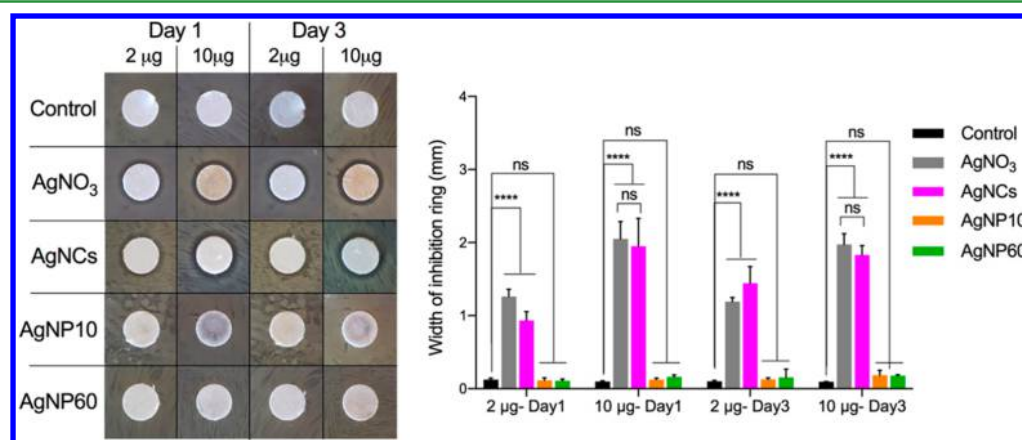 Day 1 Day 3
2 µg 10µg 2µg 10µg
Control
AgNO3
AgNCs
AgNP10
AgNP60
Width of inhibition ring (mm)
4
3
2
1
0
ns
****
ns
****
ns
ns
****
ns
****
ns
2 µg- Day1 10 µg-Day1 2 µg-Day3 10 µg-Day3
Control
AgNO3
AgNCs
AgNP10
AgNP60